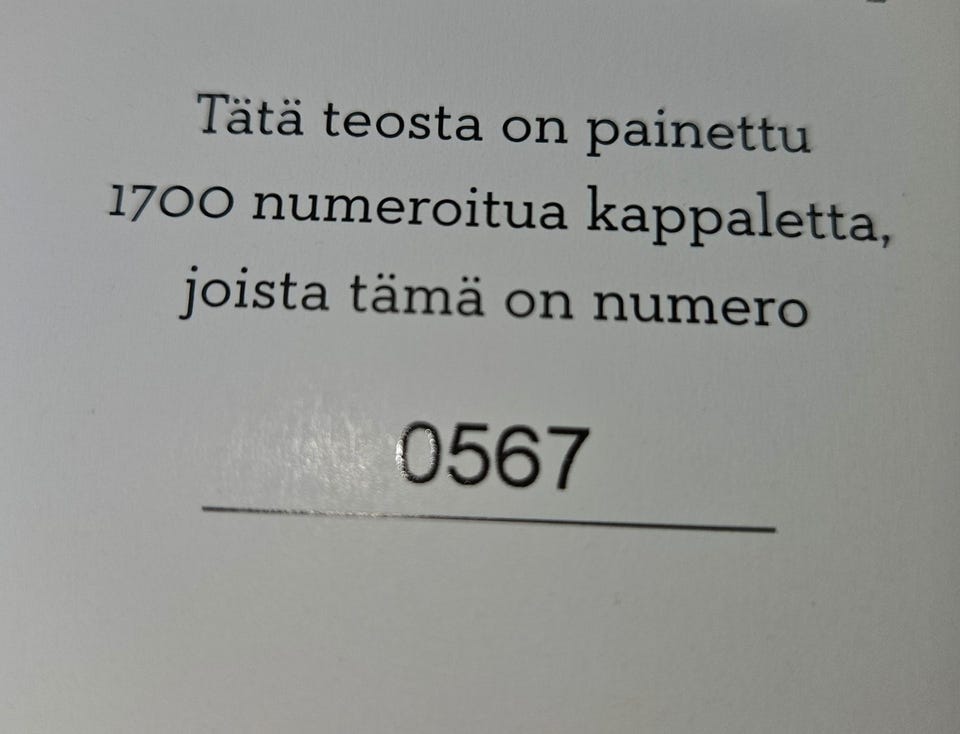 Tätä teosta on painettu
1700 numeroitua kappaletta,
joista tämä on numero
0567